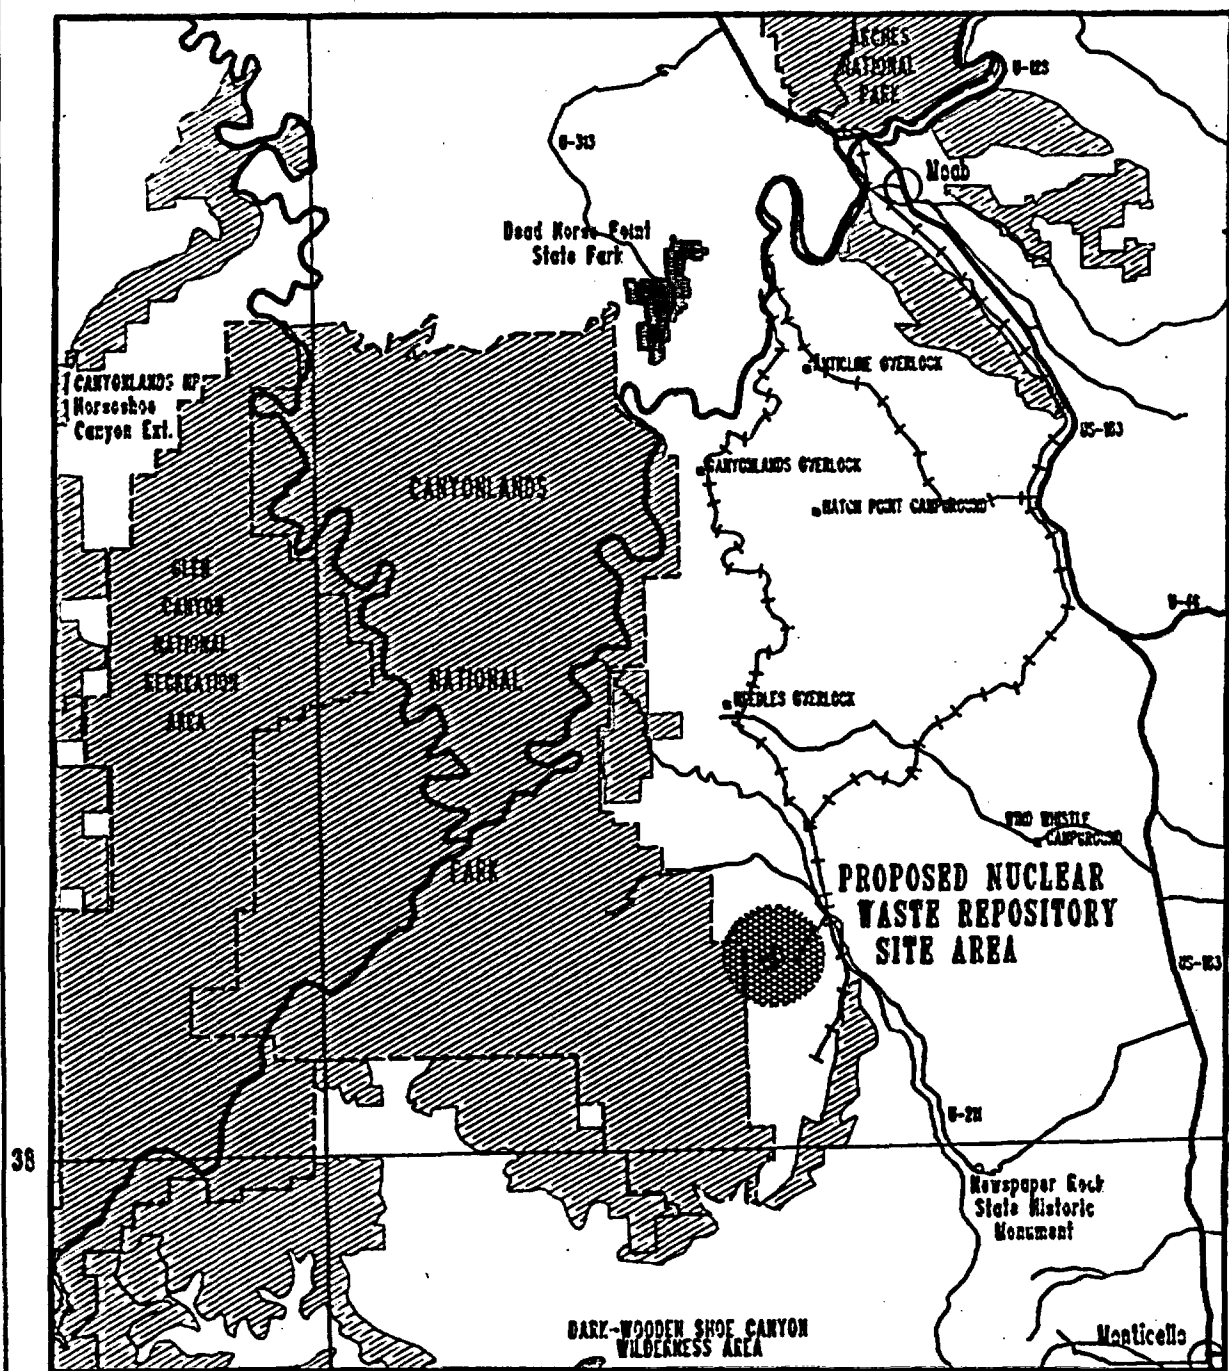 ARCHES
NATIONAL
PARK
U-128
U-313
Moab
Dead Horse Point
State Park
ANTICLINE OVERLOCK
CANYONLANDS NP
Horseshoe
Canyon Ext.
US-163
CANYONLANDS OVERLOCK
CANYONLANDS
HATCH POINT CAMPGROUND
GLEN
CANYON
NATIONAL
RECREATION
AREA
U-46
NATIONAL
NEEDLES OVERLOCK
WIND WHISTLE
CAMPGROUND
PARK
PROPOSED NUCLEAR
WASTE REPOSITORY
SITE AREA
US-163
U-211
38
Newspaper Rock
State Historic
Monument
DARK-WOODEN SHOE CANYON
WILDERNESS AREA
Monticello